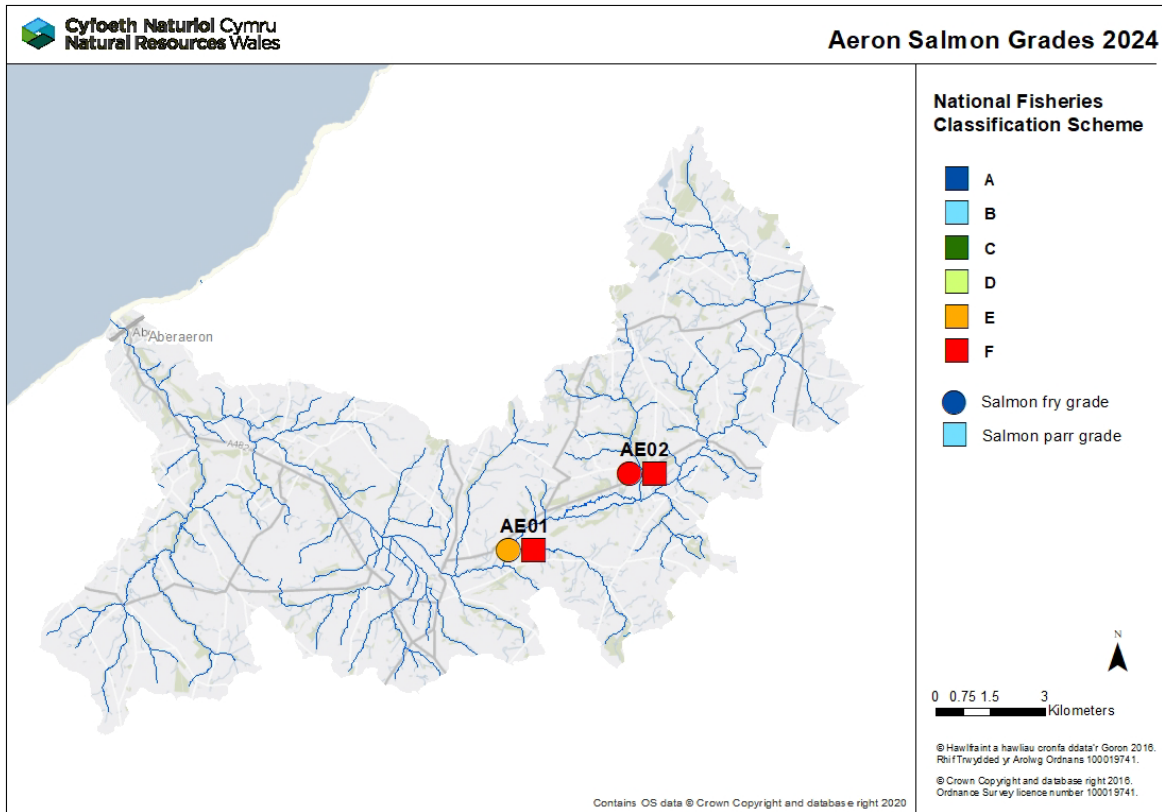 Cyfoeth Naturiol Cymru
Natural Resources Wales
Aeron Salmon Grades 2024
National Fisheries
Classification Scheme
A
B
C
D
E
F
Salmon fry grade
Salmon parr grade
Aberaeron
A482
AE02
AE01
N
0 0.75 1.5 3
Kilometers
© Hawlfraint a hawliau cronfa ddata'r Goron 2016.
Rhif Trwydded yr Arolwg Ordnans 100019741.
© Crown Copyright and database right 2016.
Ordnance Survey licence number 100019741.
Contains OS data © Crown Copyright and database right 2020